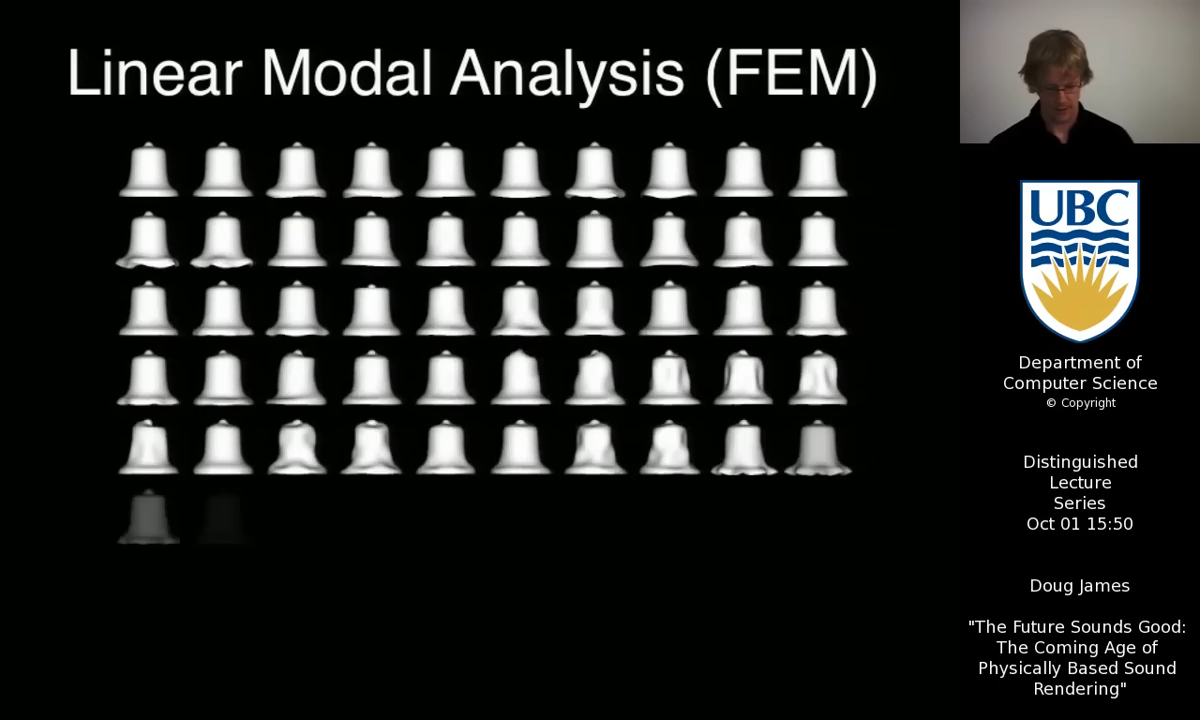 Linear Modal Analysis (FEM)
UBC
Department of
Computer Science
© Copyright
Distinguished
Lecture
Series
Oct 01 15:50
Doug James
"The Future Sounds Good:
The Coming Age of
Physically Based Sound
Rendering"